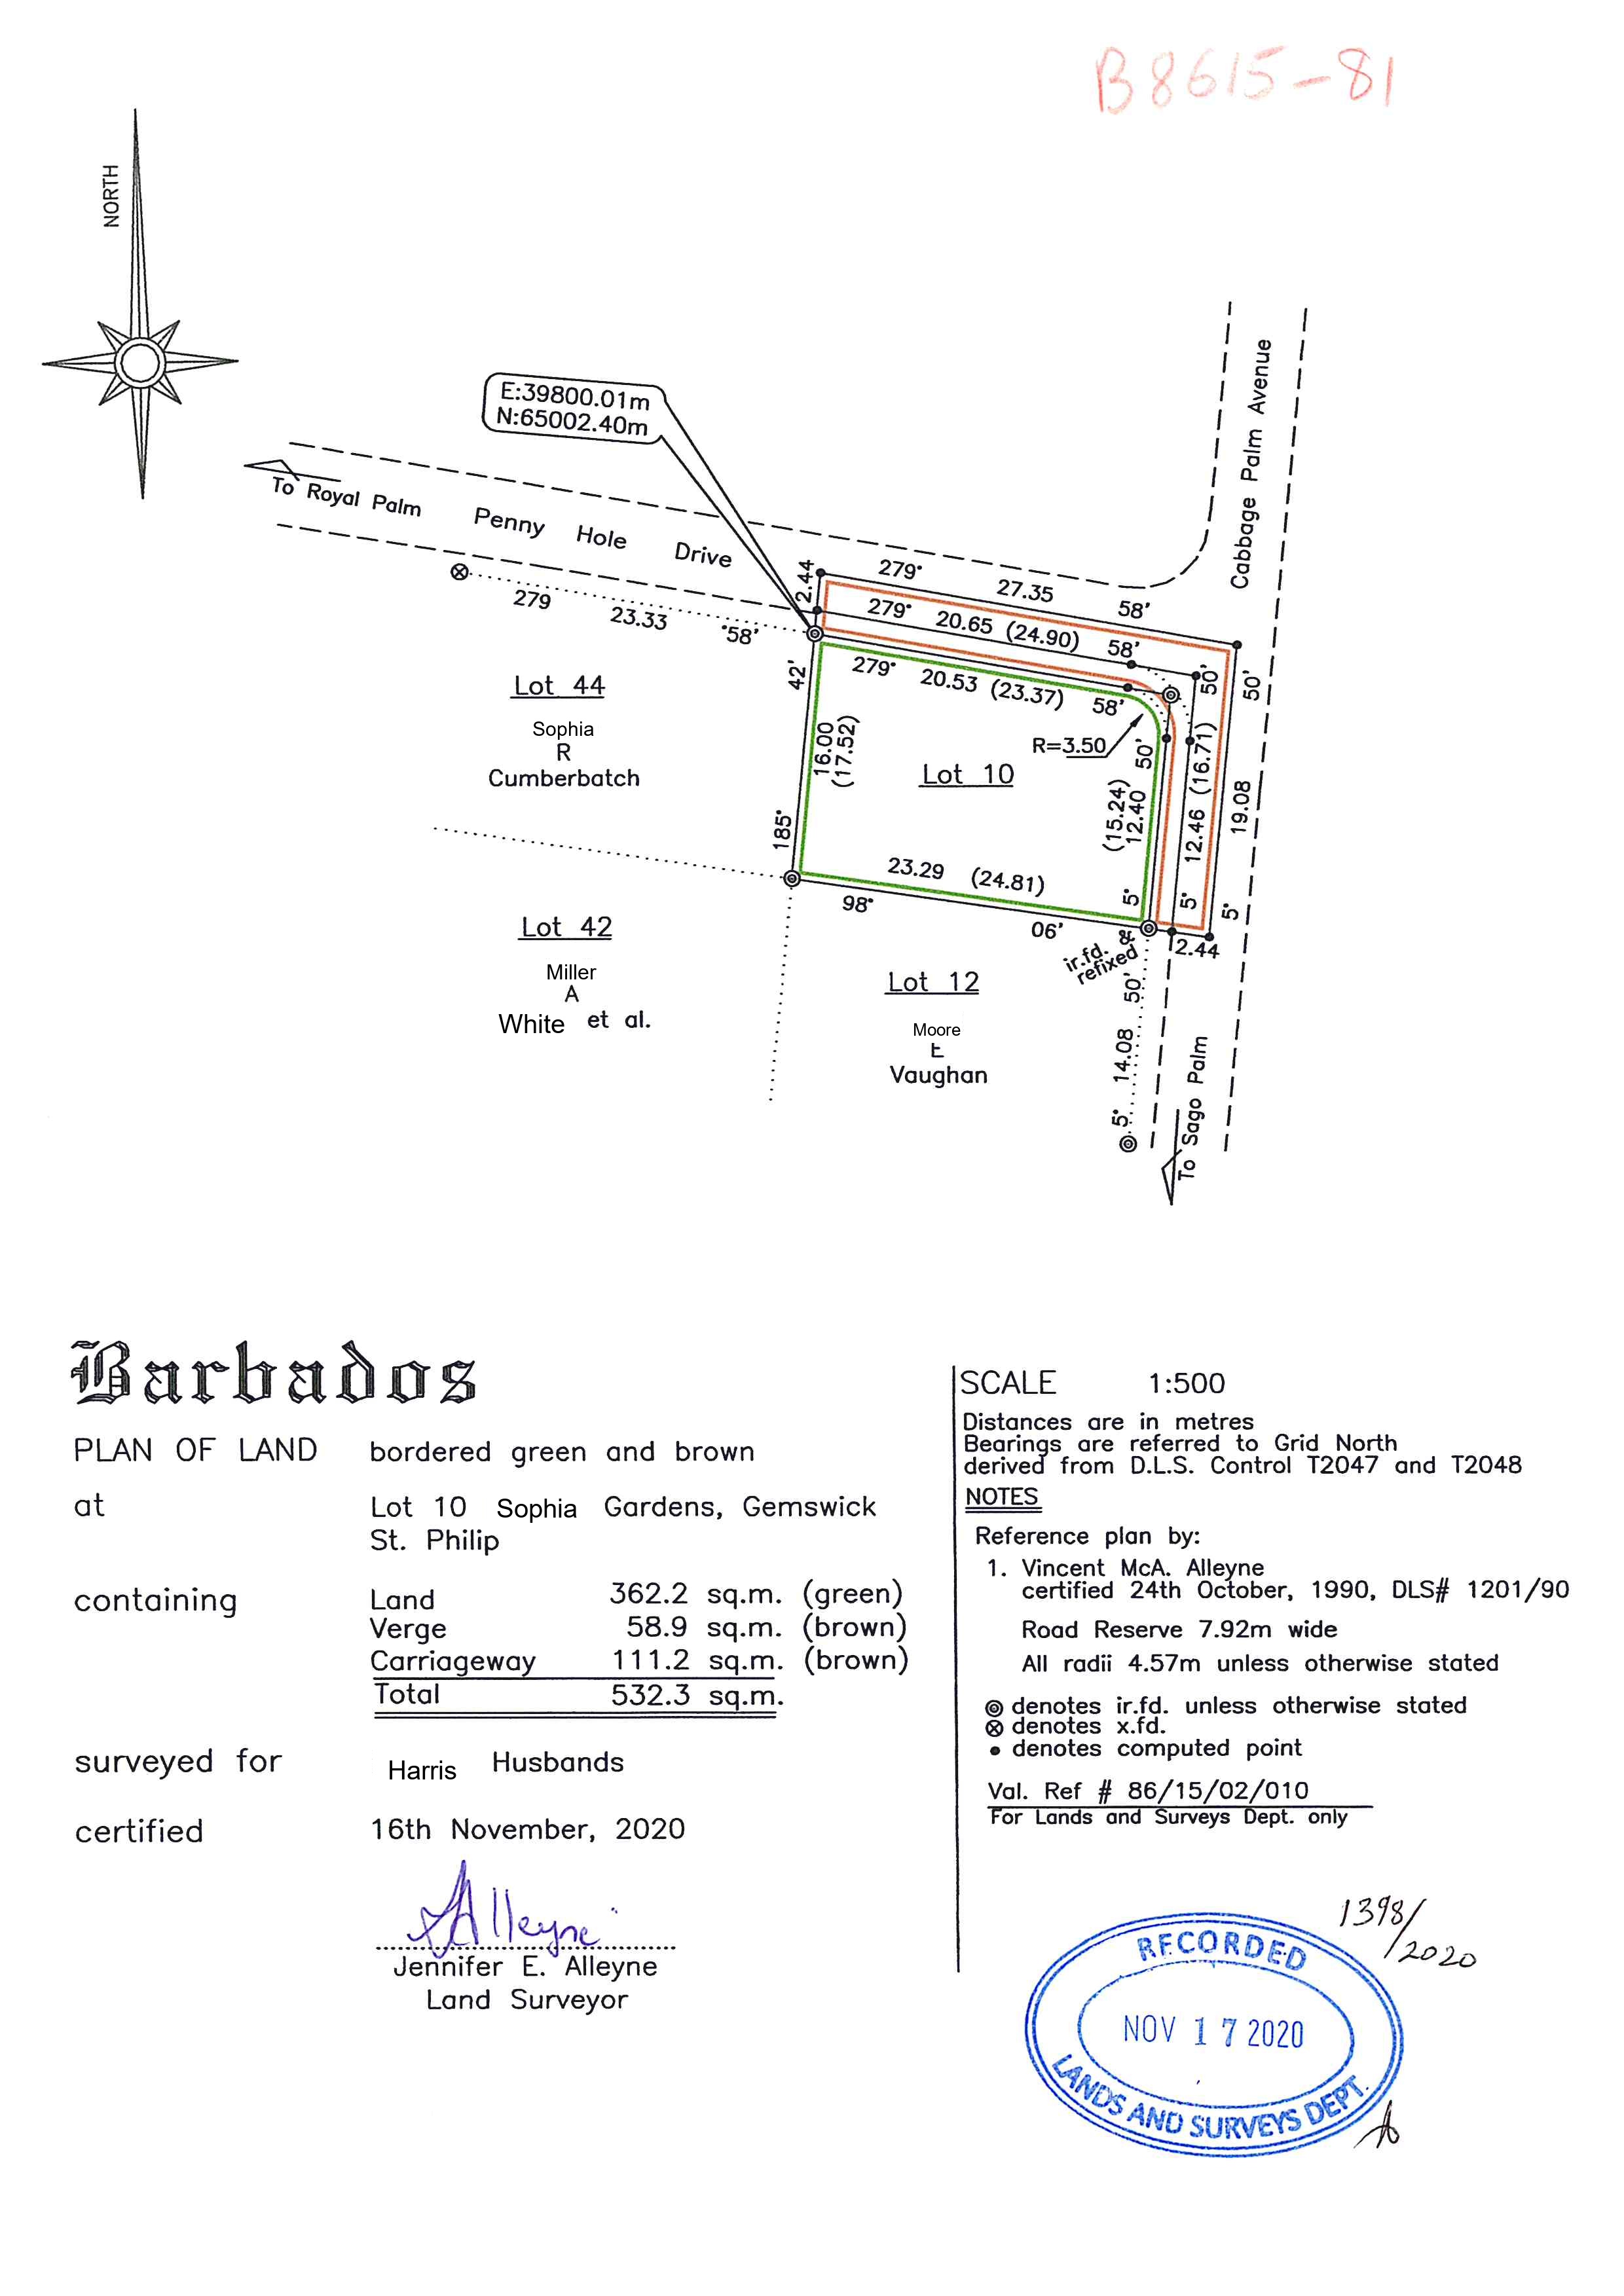 B8615-81
NORTH
E:39800.01m
N:65002.40m
Cabbage Palm Avenue
To Royal Palm
Penny Hole Drive
279 23.33 °58'
2.44
279° 27.35 58'
279° 20.65 (24.90) 58'
279° 20.53 (23.37) 58'
R=3.50
185° 16.00 42'
(17.52)
(15.24)
5° 12.40 50'
5° 12.46 (16.71) 50'
5° 19.08 50'
98° 23.29 (24.81) 06'
2.44
ir.fd. &
refixed
5° 14.08 50'
To Sago Palm
Lot 10
Lot 44
Sophia
R
Cumberbatch
Lot 42
Miller
A
White et al.
Lot 12
Moore
E
Vaughan
Barbados
PLAN OF LAND bordered green and brown
at Lot 10 Sophia Gardens, Gemswick
St. Philip
containing Land 362.2 sq.m. (green)
Verge 58.9 sq.m. (brown)
Carriageway 111.2 sq.m. (brown)
Total 532.3 sq.m.
surveyed for Harris Husbands
certified 16th November, 2020
JAlleyne
Jennifer E. Alleyne
Land Surveyor
SCALE 1:500
Distances are in metres
Bearings are referred to Grid North
derived from D.L.S. Control T2047 and T2048
NOTES
Reference plan by:
1. Vincent McA. Alleyne
certified 24th October, 1990, DLS# 1201/90
Road Reserve 7.92m wide
All radii 4.57m unless otherwise stated
denotes ir.fd. unless otherwise stated
denotes x.fd.
denotes computed point
Val. Ref # 86/15/02/010
For Lands and Surveys Dept. only
1398/
2020
RECORDED
NOV 17 2020
LANDS AND SURVEYS DEPT.